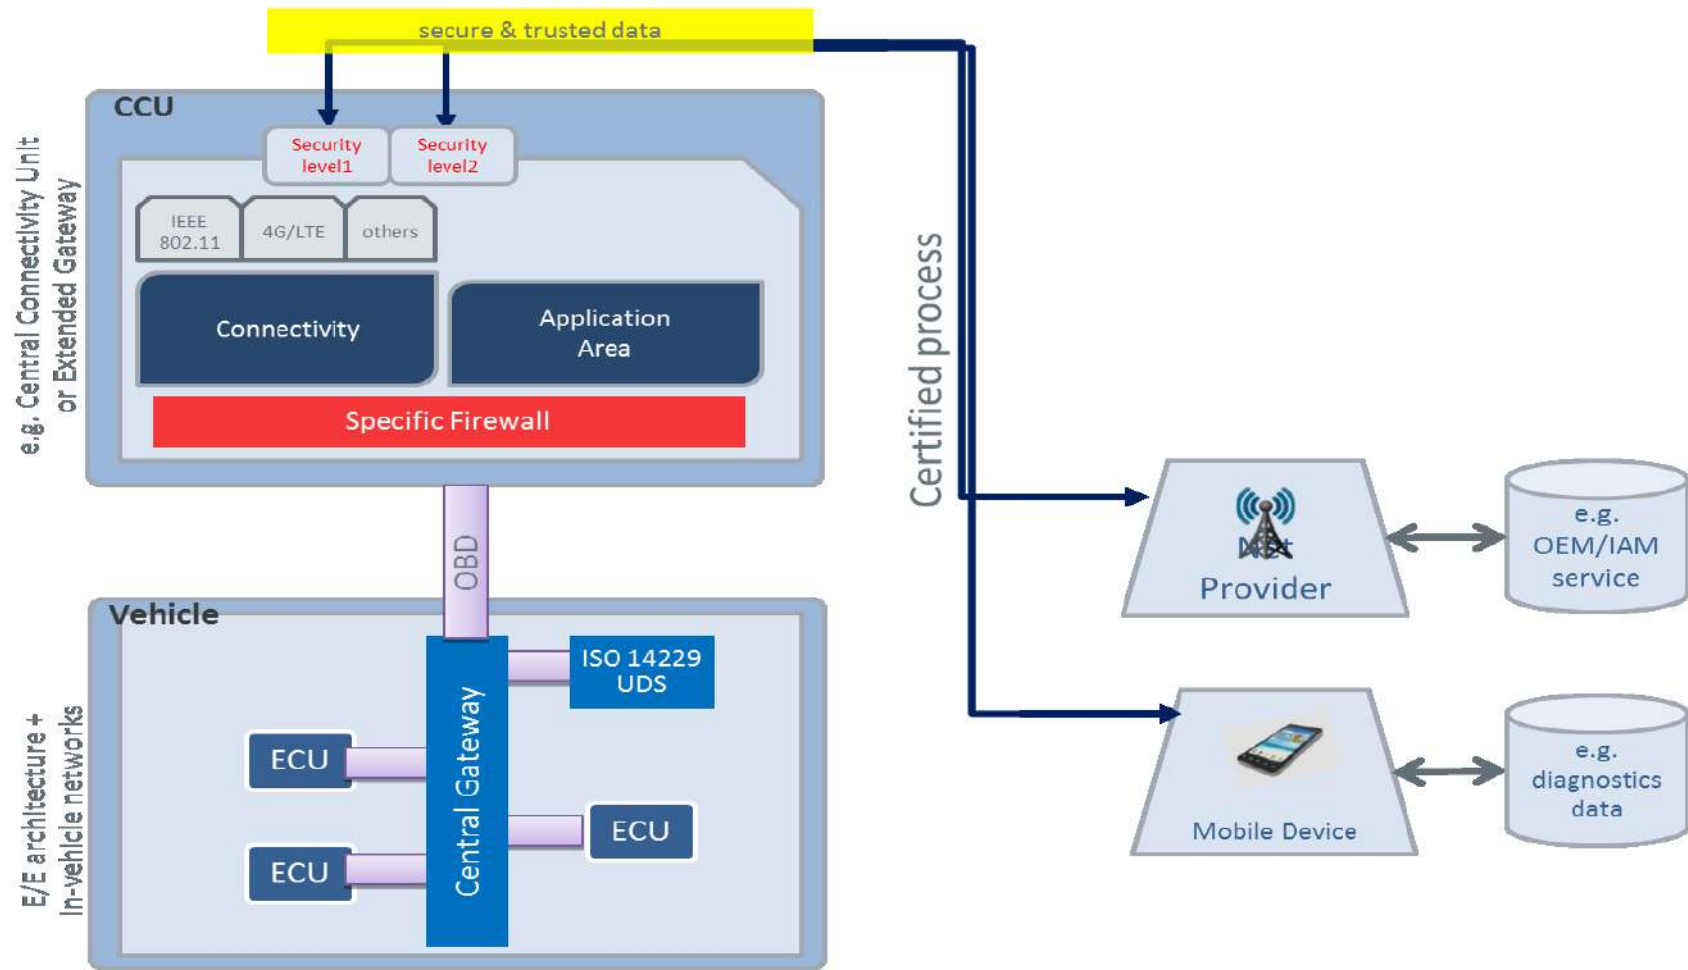 secure & trusted data
CCU
Security
level1
Security
level2
IEEE
802.11
4G/LTE
others
Connectivity
Application
Area
Specific Firewall
e.g. Central Connectivity Unit
or Extended Gateway
OBD
Vehicle
ISO 14229
UDS
ECU
ECU
ECU
Central Gateway
E/E architecture +
In-vehicle networks
Certified process
Net
Provider
e.g.
OEM/IAM
service
Mobile Device
e.g.
diagnostics
data